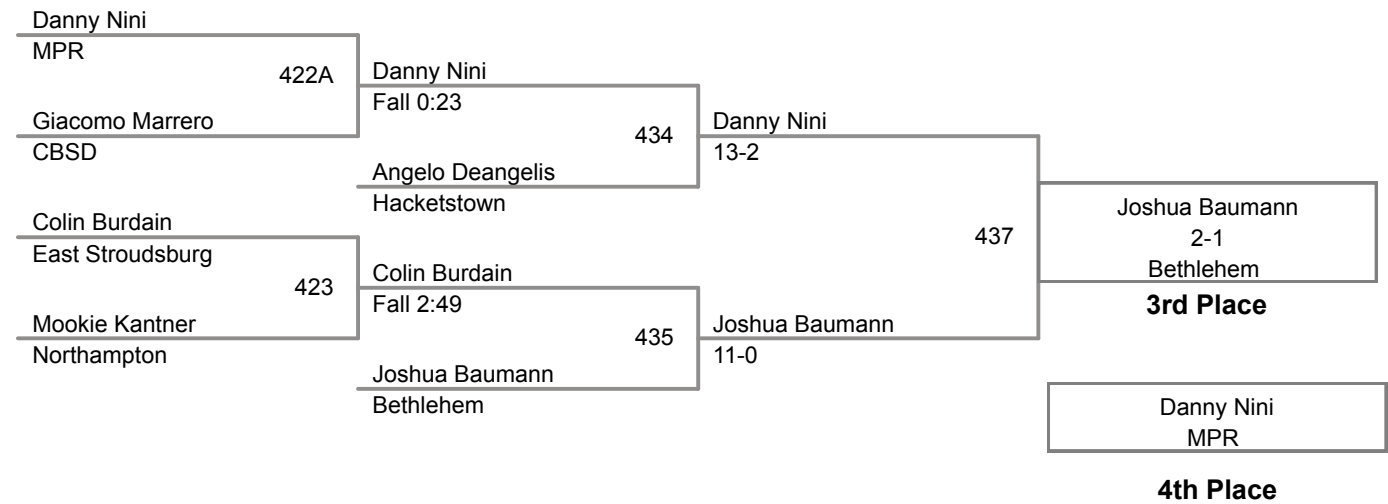 Danny Nini
MPR
422A
Giacomo Marrero
CBSD
Danny Nini
Fall 0:23
434
Angelo Deangelis
Hacketstown
Danny Nini
13-2
Colin Burdain
East Stroudsburg
423
Mookie Kantner
Northampton
Colin Burdain
Fall 2:49
435
Joshua Baumann
Bethlehem
Joshua Baumann
11-0
437
Joshua Baumann
2-1
Bethlehem
3rd Place
Danny Nini
MPR
4th Place